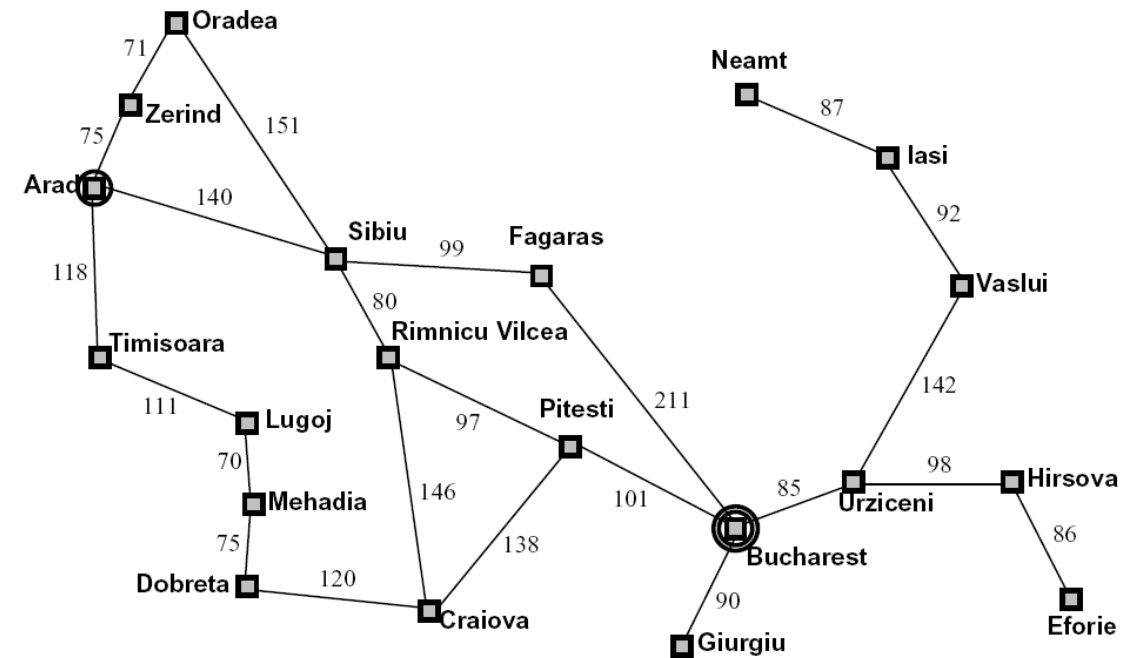 Oradea
71
Neamt
87
Zerind
151
75
Iasi
Arad
140
92
Sibiu
Fagaras
99
118
Vaslui
80
Timisoara
Rimnicu Vilcea
142
111
Lugoj
97
Pitesti
211
70
98
Hirsova
Mehadia
146
101
85
Urziceni
75
138
86
Bucharest
Dobreta
120
90
Craiova
Giurgiu
Eforie